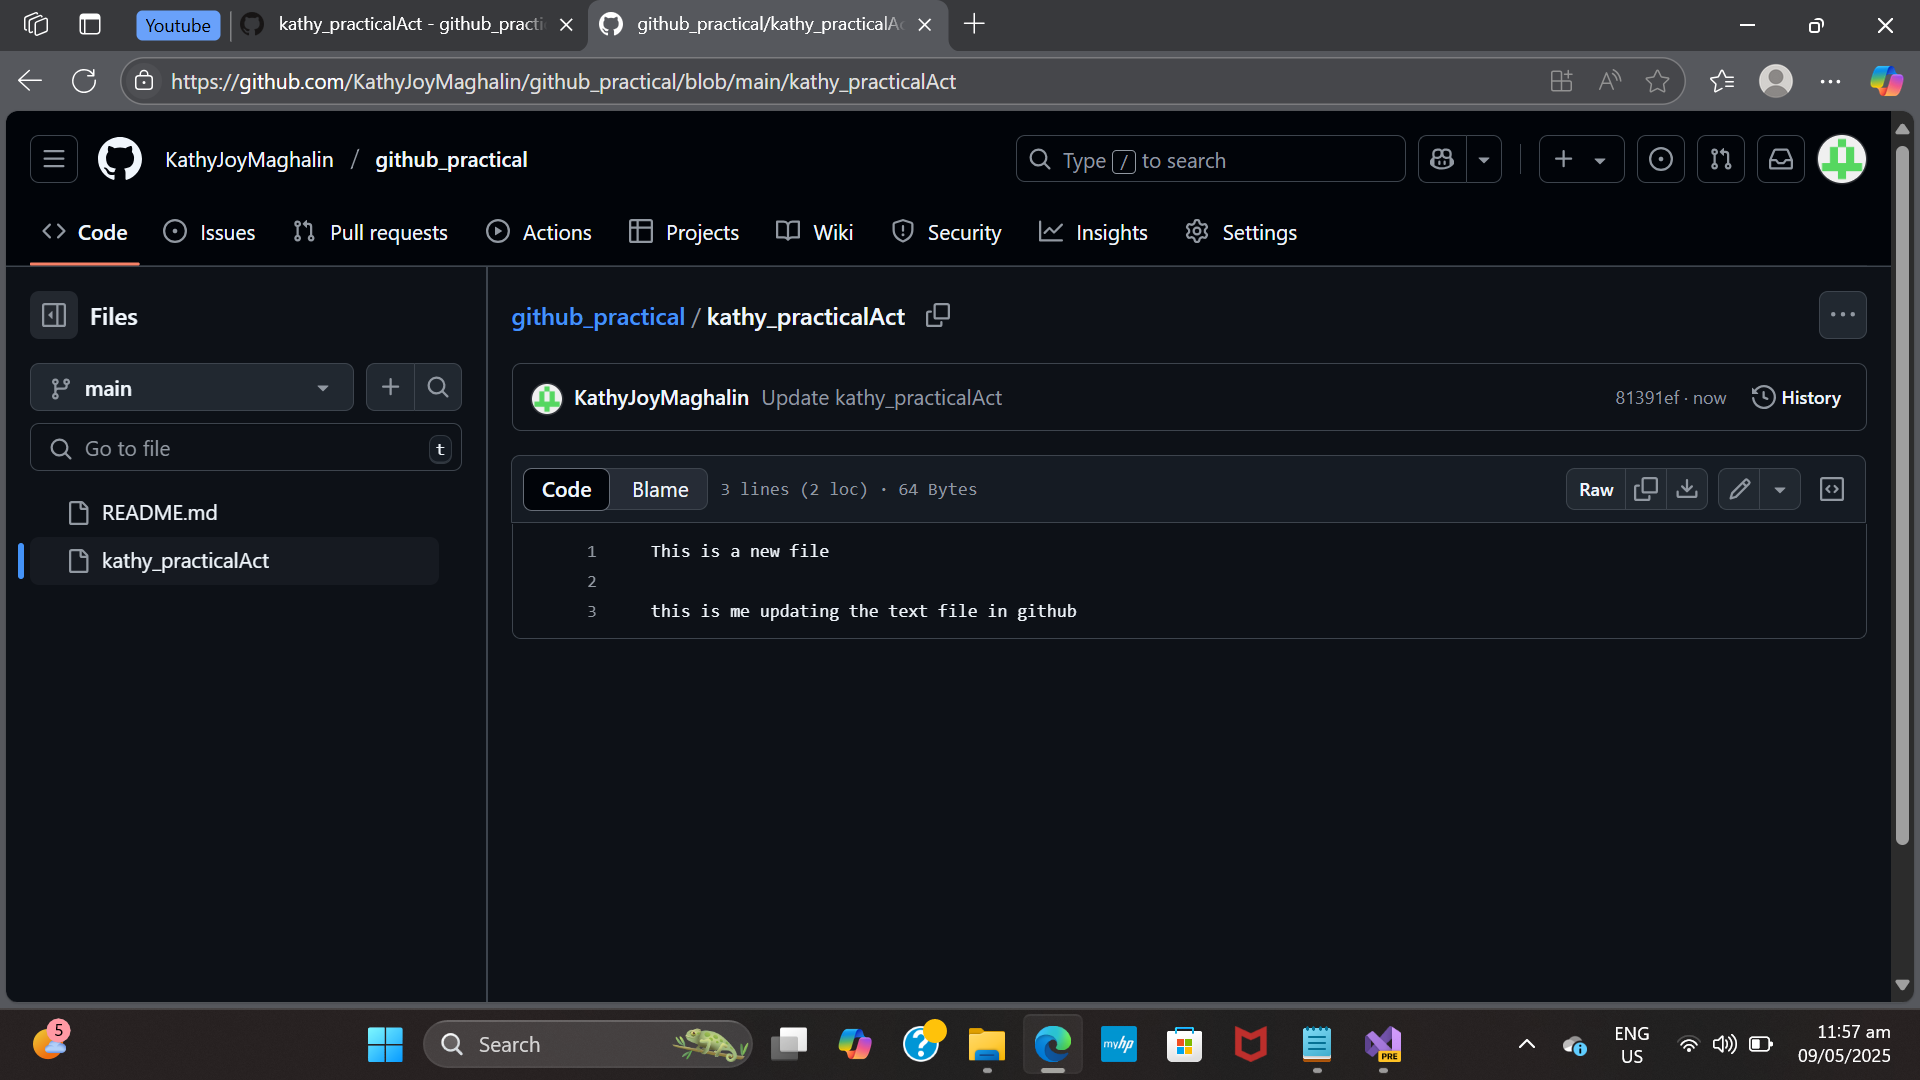 Youtube
kathy_practicalAct - github_practi
github_practical/kathy_practicalA
https://github.com/KathyJoyMaghalin/github_practical/blob/main/kathy_practicalAct
KathyJoyMaghalin / github_practical
Type / to search
Code
Issues
Pull requests
Actions
Projects
Wiki
Security
Insights
Settings
Files
main
Go to file
t
README.md
kathy_practicalAct
github_practical / kathy_practicalAct
KathyJoyMaghalin Update kathy_practicalAct
81391ef · now
History
Code
Blame
3 lines (2 loc) · 64 Bytes
Raw
1 This is a new file
2
3 this is me updating the text file in github
5
Search
myhp
PRE
ENG
US
11:57 am
09/05/2025